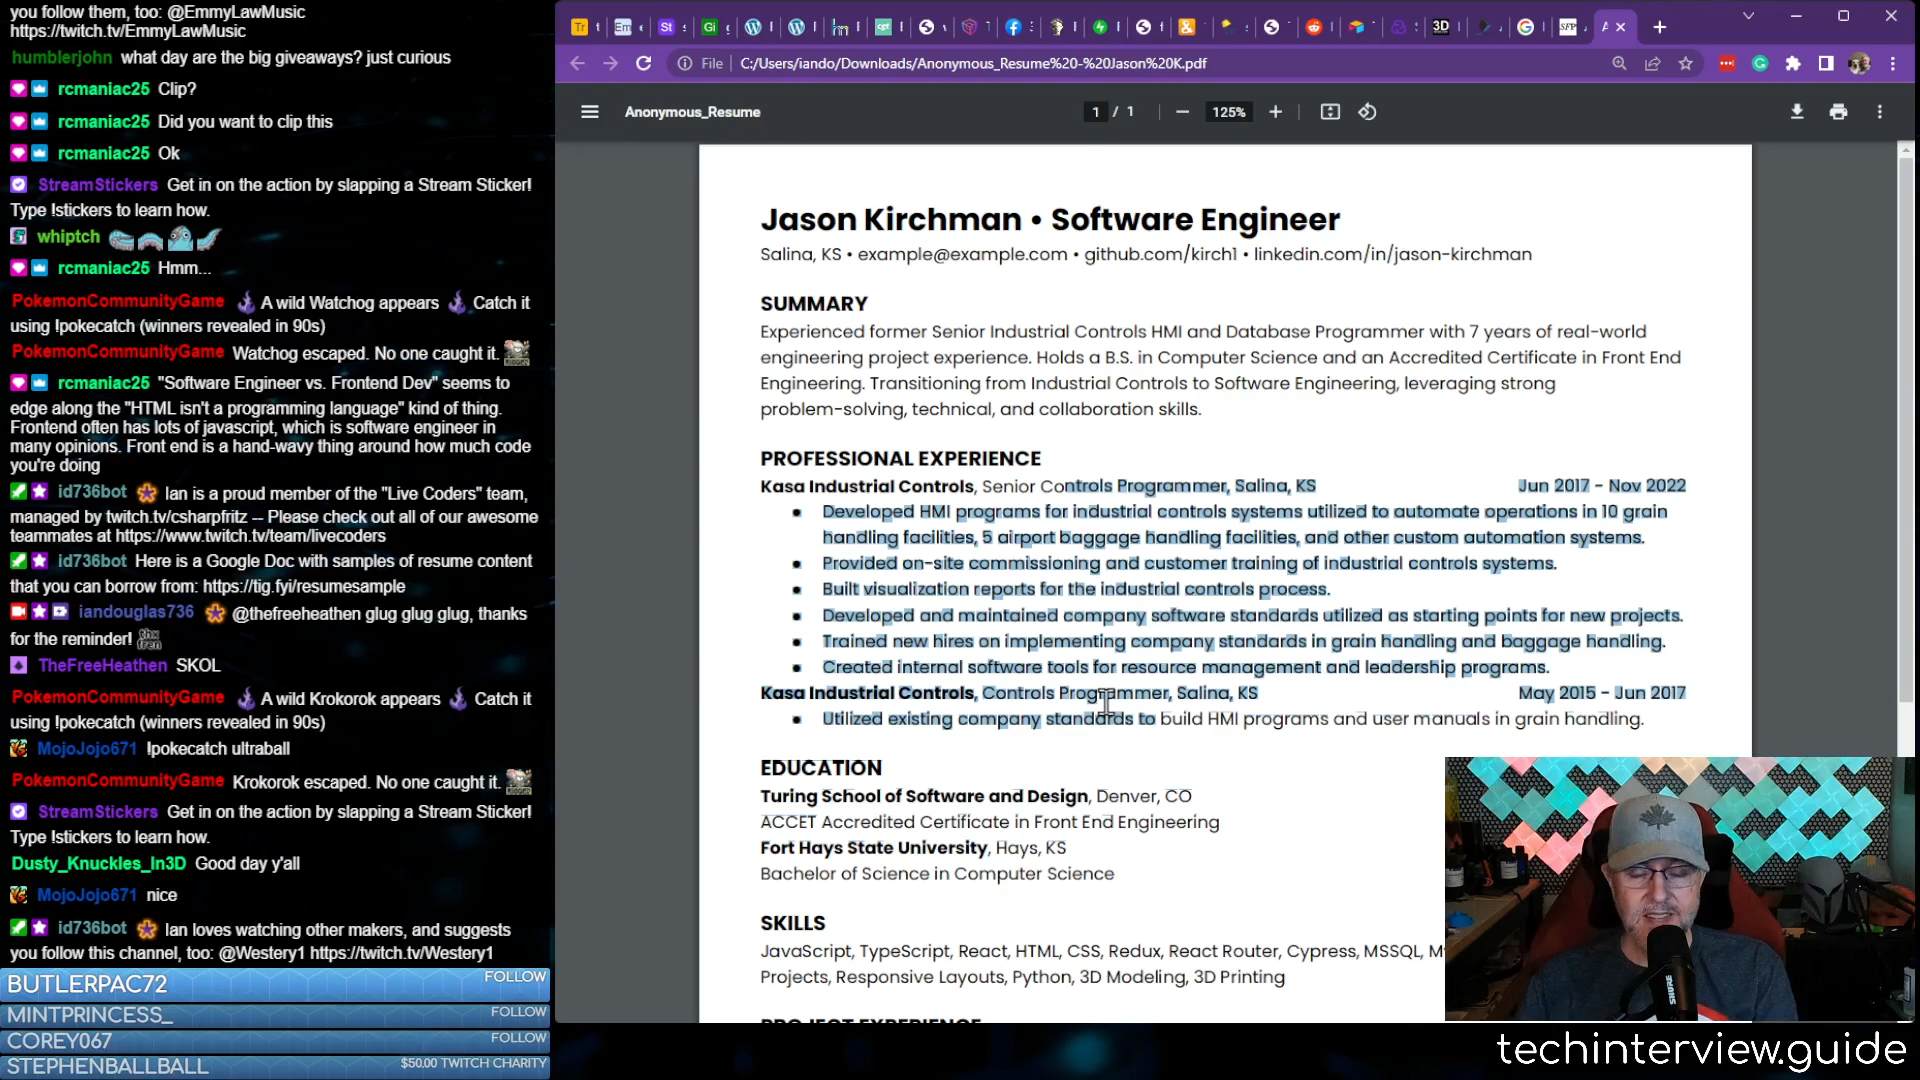 you follow them, too: @EmmyLawMusic
https://twitch.tv/EmmyLawMusic
humblerjohn what day are the big giveaways? just curious
rcmaniac25 Clip?
rcmaniac25 Did you want to clip this
rcmaniac25 Ok
StreamStickers Get in on the action by slapping a Stream Sticker!
Type !stickers to learn how.
whiptch
rcmaniac25 Hmm...
PokemonCommunityGame A wild Watchog appears Catch it
using !pokecatch (winners revealed in 90s)
PokemonCommunityGame Watchog escaped. No one caught it.
rcmaniac25 "Software Engineer vs. Frontend Dev" seems to
edge along the "HTML isn't a programming language" kind of thing.
Frontend often has lots of javascript, which is software engineer in
many opinions. Front end is a hand-wavy thing around how much code
you're doing
id736bot Ian is a proud member of the "Live Coders" team,
managed by twitch.tv/csharpfritz -- Please check out all of our awesome
teammates at https://www.twitch.tv/team/livecoders
id736bot Here is a Google Doc with samples of resume content
that you can borrow from: https://tig.fyi/resumesample
iandouglas736 @thefreeheathen glug glug glug, thanks
for the reminder!
TheFreeHeathen SKOL
PokemonCommunityGame A wild Krokorok appears Catch it
using !pokecatch (winners revealed in 90s)
MojoJojo671 !pokecatch ultraball
PokemonCommunityGame Krokorok escaped. No one caught it.
StreamStickers Get in on the action by slapping a Stream Sticker!
Type !stickers to learn how.
Dusty_Knuckles_In3D Good day y'all
MojoJojo671 nice
id736bot Ian loves watching other makers, and suggests
you follow this channel, too: @Westery1 https://twitch.tv/Westery1
BUTLERPAC72 FOLLOW
MINTPRINCESS_ FOLLOW
COREY067 FOLLOW
STEPHENBALLBALL $50.00 TWITCH CHARITY
File C:/Users/iando/Downloads/Anonymous_Resume%20-%20Jason%20K.pdf
Anonymous_Resume 1 / 1 125%
Jason Kirchman • Software Engineer
Salina, KS • example@example.com • github.com/kirch1 • linkedin.com/in/jason-kirchman
SUMMARY
Experienced former Senior Industrial Controls HMI and Database Programmer with 7 years of real-world
engineering project experience. Holds a B.S. in Computer Science and an Accredited Certificate in Front End
Engineering. Transitioning from Industrial Controls to Software Engineering, leveraging strong
problem-solving, technical, and collaboration skills.
PROFESSIONAL EXPERIENCE
Kasa Industrial Controls, Senior Controls Programmer, Salina, KS Jun 2017 - Nov 2022
• Developed HMI programs for industrial controls systems utilized to automate operations in 10 grain
handling facilities, 5 airport baggage handling facilities, and other custom automation systems.
• Provided on-site commissioning and customer training of industrial controls systems.
• Built visualization reports for the industrial controls process.
• Developed and maintained company software standards utilized as starting points for new projects.
• Trained new hires on implementing company standards in grain handling and baggage handling.
• Created internal software tools for resource management and leadership programs.
Kasa Industrial Controls, Controls Programmer, Salina, KS May 2015 - Jun 2017
• Utilized existing company standards to build HMI programs and user manuals in grain handling.
EDUCATION
Turing School of Software and Design, Denver, CO
ACCET Accredited Certificate in Front End Engineering
Fort Hays State University, Hays, KS
Bachelor of Science in Computer Science
SKILLS
JavaScript, TypeScript, React, HTML, CSS, Redux, React Router, Cypress, MSSQL,
Projects, Responsive Layouts, Python, 3D Modeling, 3D Printing
PROJECT EXPERIENCE
techinterview.guide